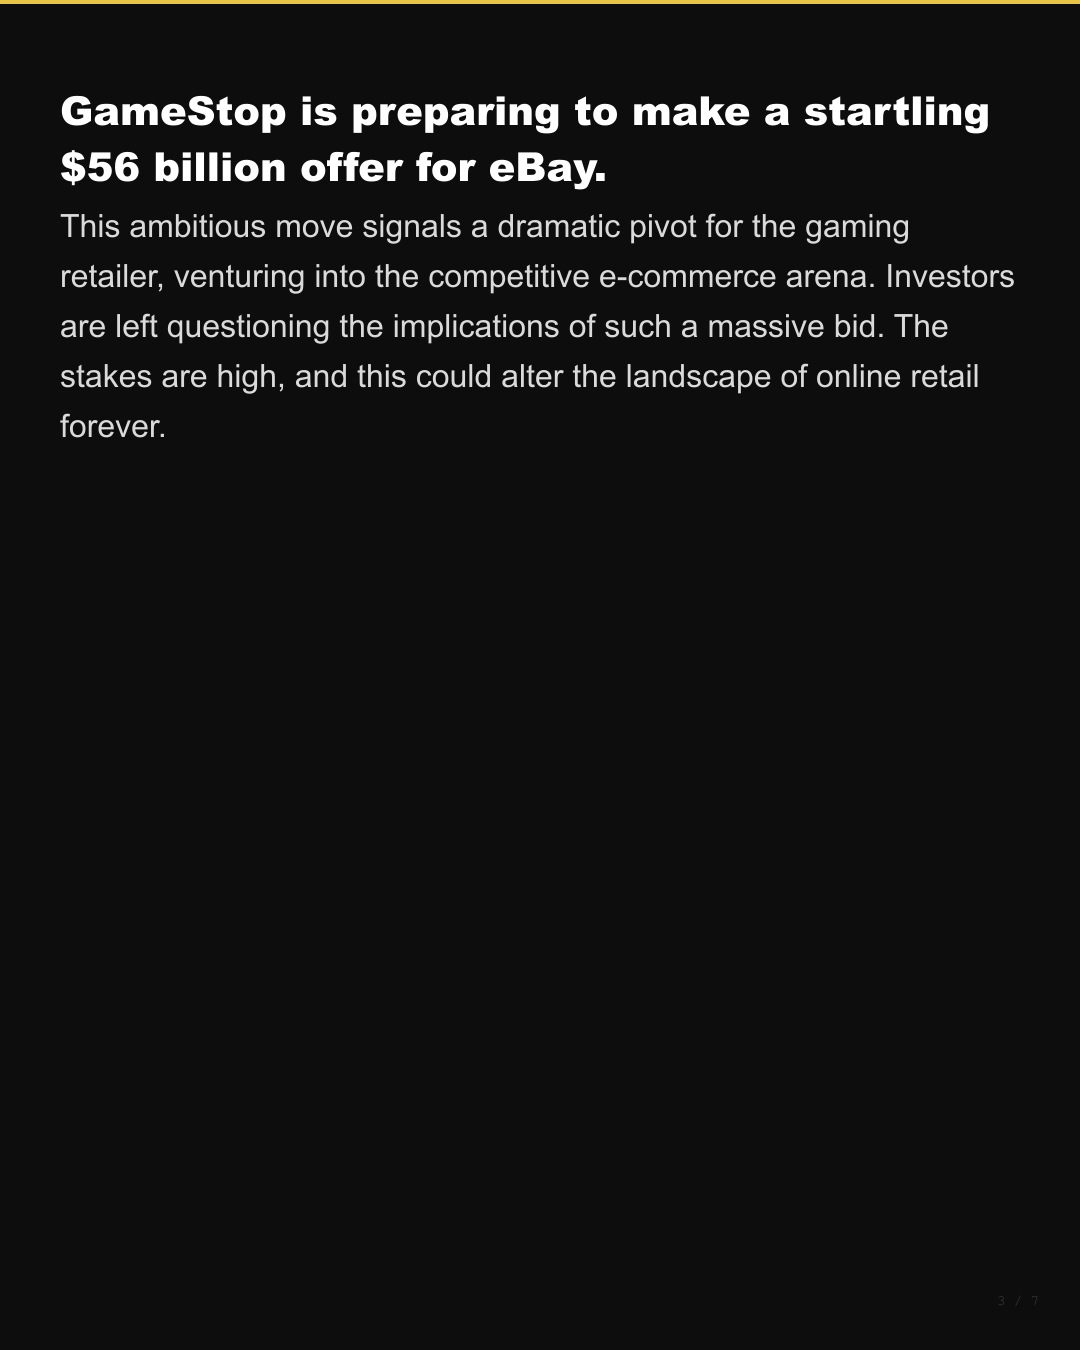 GameStop is preparing to make a startling
$56 billion offer for eBay.
This ambitious move signals a dramatic pivot for the gaming
retailer, venturing into the competitive e-commerce arena. Investors
are left questioning the implications of such a massive bid. The
stakes are high, and this could alter the landscape of online retail
forever.
3 / 7